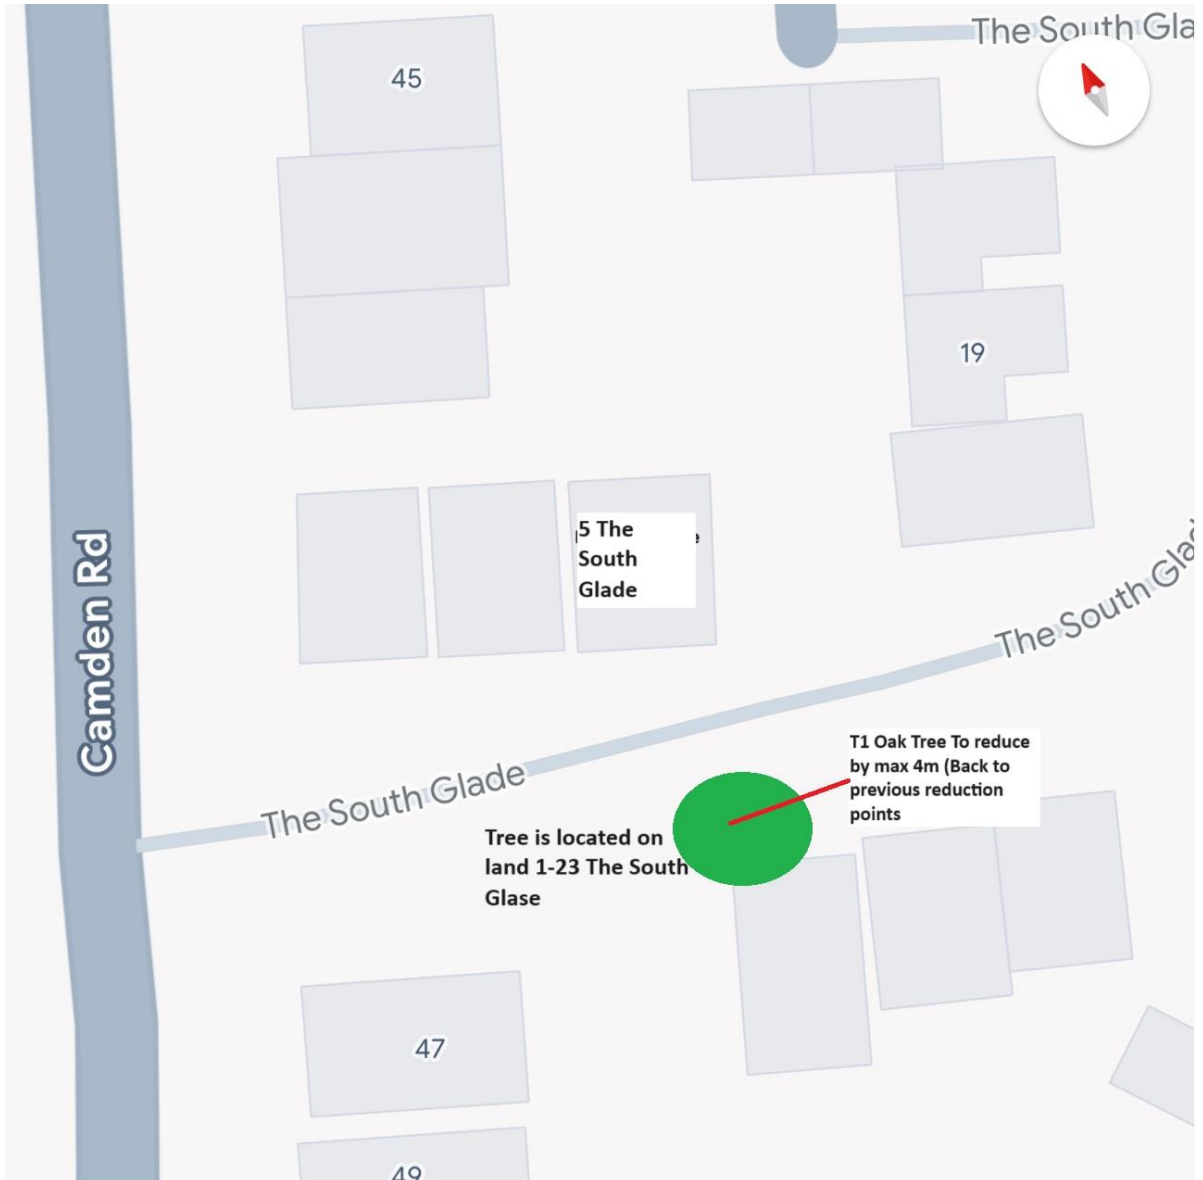 The South Gla
45
19
5 The
South
Glade
Camden Rd
The South Glad
T1 Oak Tree To reduce
by max 4m (Back to
previous reduction
points
The South Glade
Tree is located on
land 1-23 The South
Glase
47
49